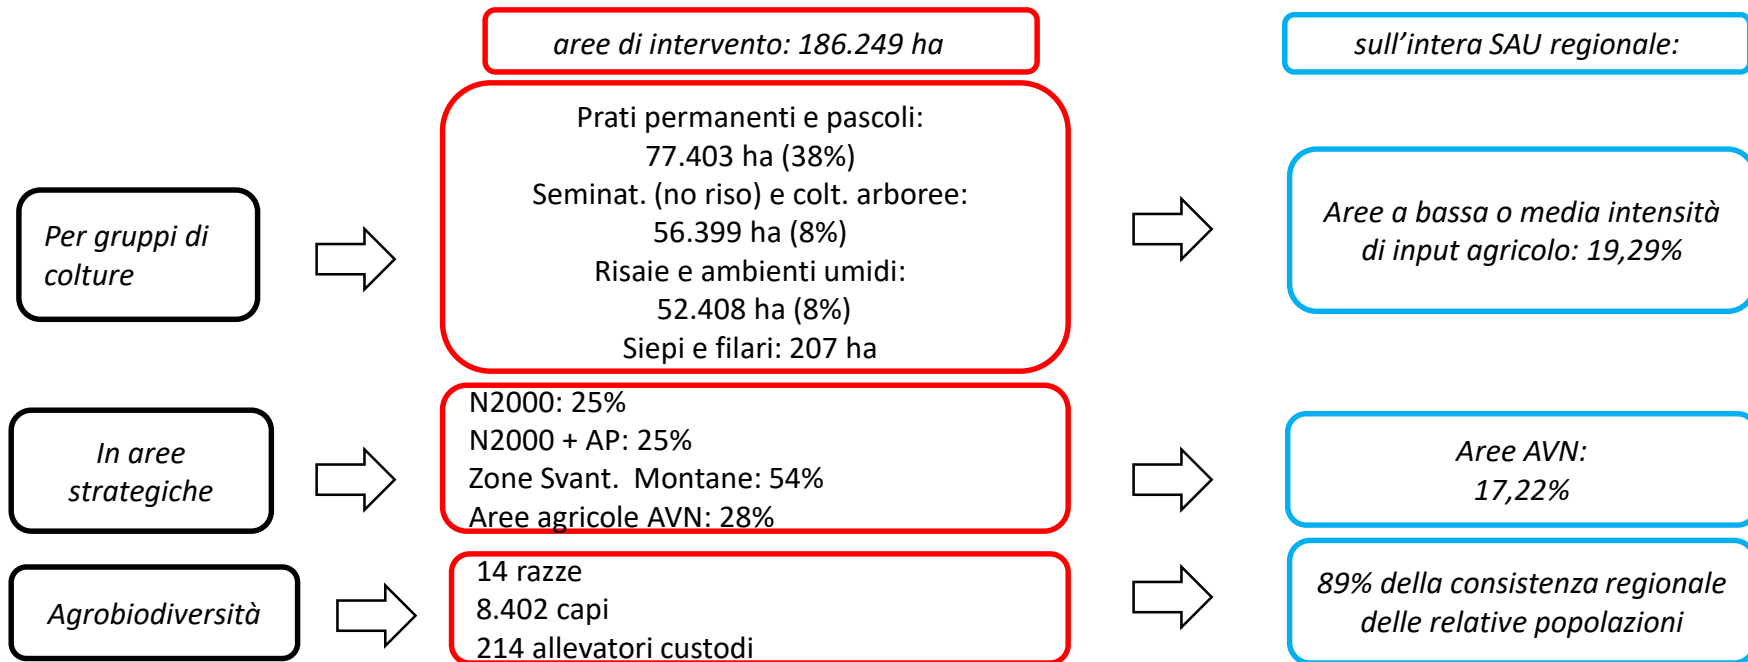 aree di intervento: 186.249 ha
sull’intera SAU regionale:
Per gruppi di
colture
Prati permanenti e pascoli:
77.403 ha (38%)
Seminat. (no riso) e colt. arboree:
56.399 ha (8%)
Risaie e ambienti umidi:
52.408 ha (8%)
Siepi e filari: 207 ha
Aree a bassa o media intensità
di input agricolo: 19,29%
In aree
strategiche
N2000: 25%
N2000 + AP: 25%
Zone Svant. Montane: 54%
Aree agricole AVN: 28%
Aree AVN:
17,22%
Agrobiodiversità
14 razze
8.402 capi
214 allevatori custodi
89% della consistenza regionale
delle relative popolazioni